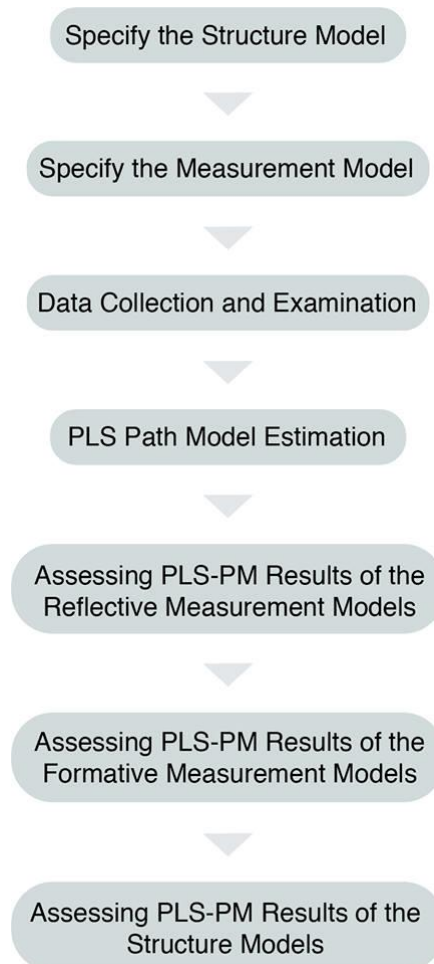 Specify the Structure Model
Specify the Measurement Model
Data Collection and Examination
PLS Path Model Estimation
Assessing PLS-PM Results of the
Reflective Measurement Models
Assessing PLS-PM Results of the
Formative Measurement Models
Assessing PLS-PM Results of the
Structure Models